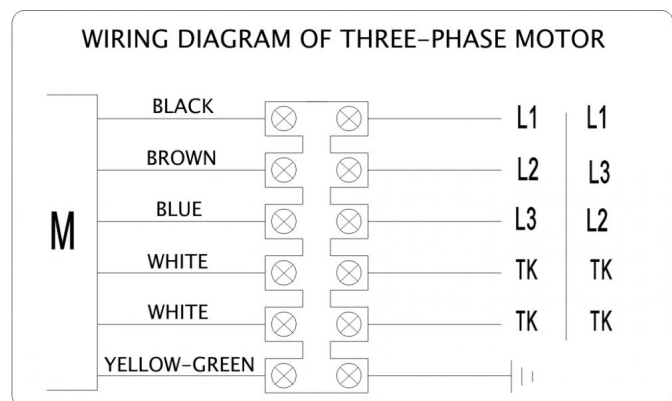 WIRING DIAGRAM OF THREE-PHASE MOTOR
BLACK L1 L1
BROWN L2 L3
BLUE L3 L2
M
WHITE TK TK
WHITE TK TK
YELLOW-GREEN